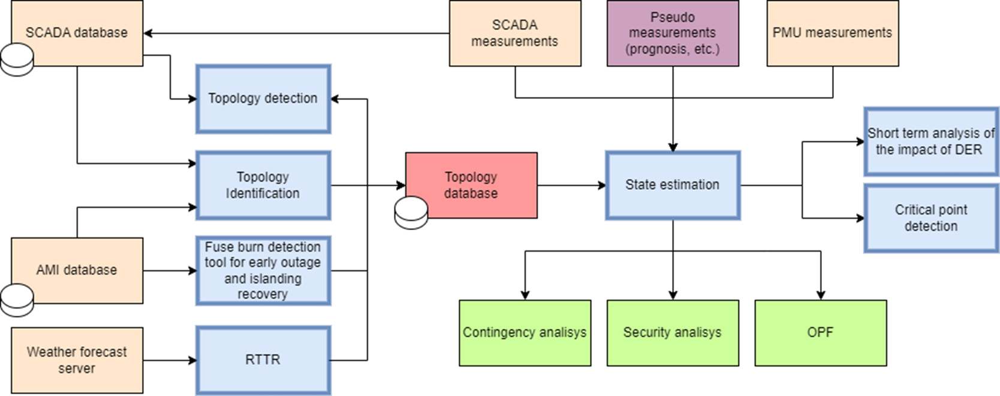 SCADA database
SCADA
measurements
Pseudo
measurements
(prognosis, etc.)
PMU measurements
Topology detection
Short term analysis of
the impact of DER
Topology
Identification
Topology
database
State estimation
Critical point
detection
AMI database
Fuse burn detection
tool for early outage
and islanding
recovery
Contingency analisys
Security analisys
OPF
Weather forecast
server
RTTR